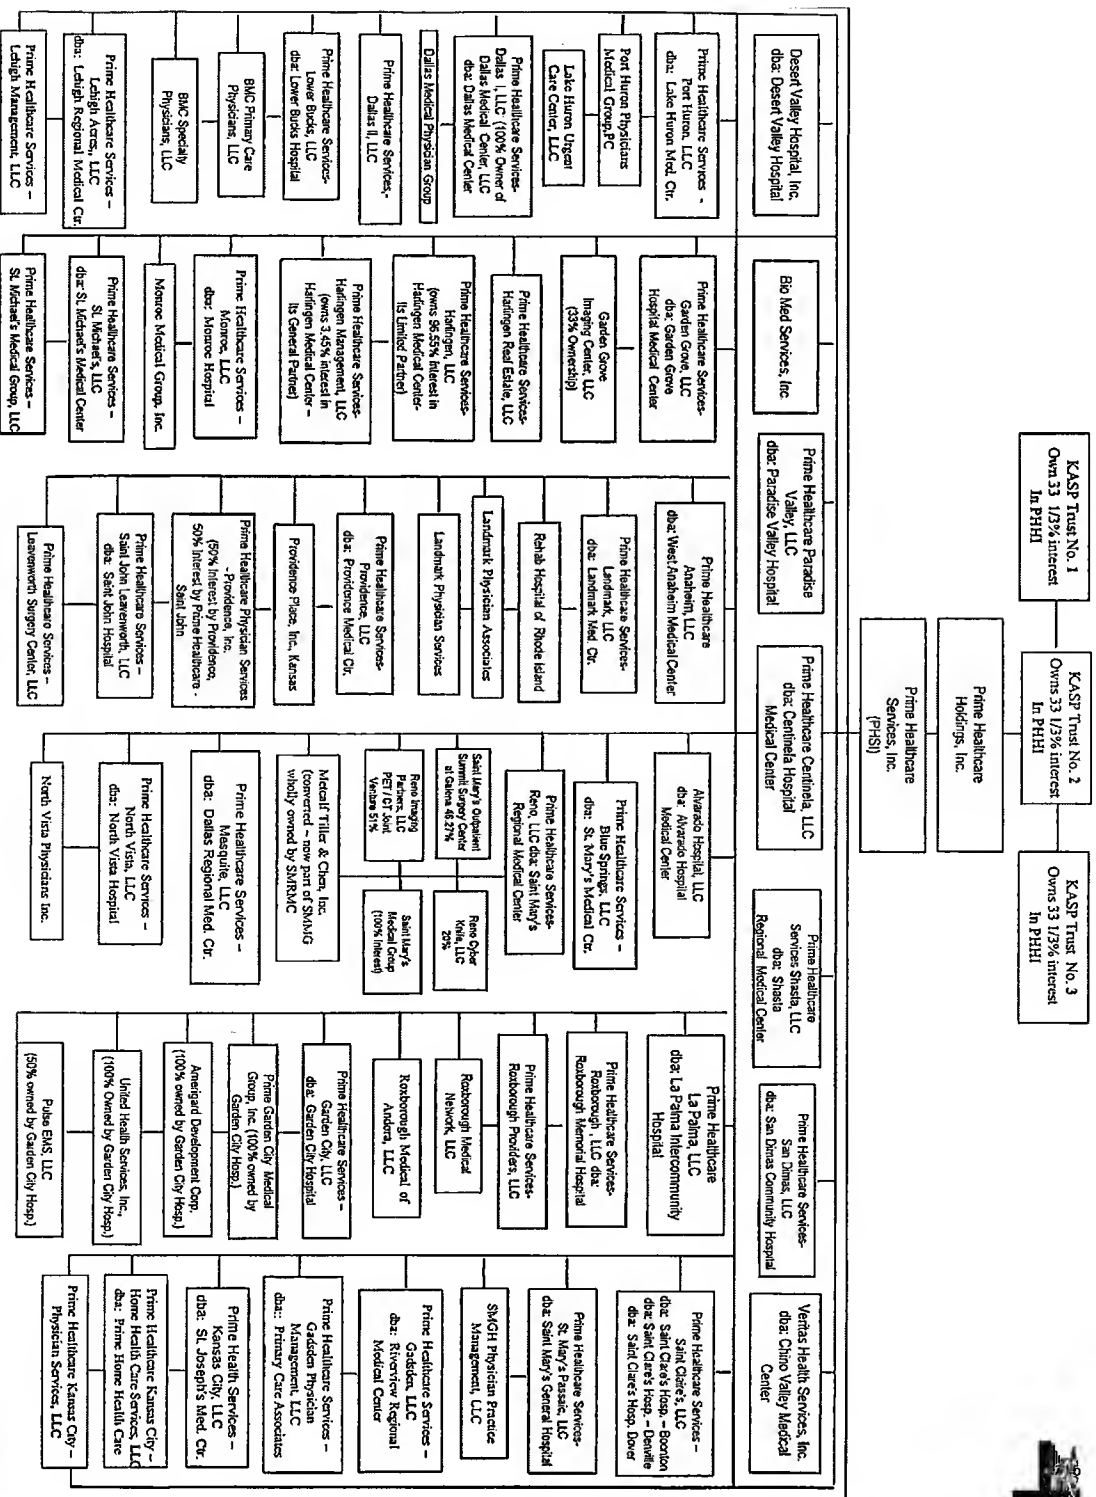 KASP Trust No. 1
Own 33 1/3% interest
In PHHI
KASP Trust No. 2
Owns 33 1/3% interest
In PHHI
KASP Trust No. 3
Owns 33 1/3% interest
In PHHI
Prime Healthcare
Holdings, Inc.
Prime Healthcare
Services, Inc.
(PHSI)
Desert Valley Hospital, Inc.
dba: Desert Valley Hospital
Bio Med Services, Inc
Prime Healthcare Paradise
Valley, LLC
dba: Paradise Valley Hospital
Prime Healthcare Centinela, LLC
dba: Centinela Hospital
Medical Center
Prime Healthcare
Services Shasta, LLC
dba: Shasta
Regional Medical Center
Prime Healthcare Services-
San Dimas, LLC
dba: San Dimas Community Hospital
Veritas Health Services, Inc.
dba: Chino Valley Medical
Center
Prime Healthcare Services -
Port Huron, LLC
dba: Lake Huron Med. Ctr.
Port Huron Physicians
Medical Group,PC
Lake Huron Urgent
Care Center, LLC
Prime Healthcare Services-
Dallas I, LLC (100% Owner of
Dallas Medical Center, LLC
dba: Dallas Medical Center
Dallas Medical Physician Group
Prime Healthcare Services,-
Dallas II, LLC
Prime Healthcare Services-
Lower Bucks, LLC
dba: Lower Bucks Hospital
BMC Primary Care
Physicians, LLC
BMC Specialty
Physicians, LLC
Prime Healthcare Services –
Lehigh Acres,, LLC
dba: Lehigh Regional Medical Ctr.
Prime Healthcare Services –
Lehigh Management, LLC
Prime Healthcare Services-
Garden Grove, LLC
dba: Garden Grove
Hospital Medical Center
Garden Grove
Imaging Center, LLC
(33% Ownership)
Prime Healthcare Services-
Harlingen Real Estate, LLC
Prime Healthcare Services-
Harlingen, LLC
(owns 96.55% Interest in
Harlingen Medical Center-
Its Limited Partner)
Prime Healthcare Services-
Harlingen Management, LLC
(owns 3.45% interest in
Harlingen Medical Center –
Its General Partner)
Prime Healthcare Services –
Monroe, LLC
dba: Monroe Hospital
Monroe Medical Group, Inc.
Prime Healthcare Services –
St. Michael's, LLC
dba: St. Michael's Medical Center
Prime Healthcare Services –
St. Michael's Medical Group, LLC
Prime Healthcare
Anaheim, LLC
dba: West Anaheim Medical Center
Prime Healthcare Services-
Landmark, LLC
dba: Landmark Med. Ctr.
Rehab Hospital of Rhode Island
Landmark Physician Associates
Landmark Physician Services
Prime Healthcare Services-
Providence, LLC
dba: Providence Medical Ctr.
Providence Place, Inc., Kansas
Prime Healthcare Physician Services
- Providence, Inc.
(50% Interest by Providence,
50% Interest by Prime Healthcare -
Saint John
Prime Healthcare Services –
Saint John Leavenworth, LLC
dba: Saint John Hospital
Prime Healthcare Services –
Leavenworth Surgery Center, LLC
Alvarado Hospital, LLC
dba: Alvarado Hospital
Medical Center
Prime Healthcare Services –
Blue Springs, LLC
dba: St. Mary's Medical Ctr.
Prime Healthcare Services-
Reno, LLC dba: Saint Mary's
Regional Medical Center
Saint Mary's Outpatient
Summit Surgery Center
at Galena 46.27%
Reno Cyber
Knife, LLC
20%
Reno Imaging
Partners, LLC
PET / CT Joint
Venture 51%
Saint Mary's
Medical Group
(100% Interest)
Metcalf Tiller & Chen, Inc.
(converted – now part of SMMG
wholly owned by SMRMC
Prime Healthcare Services –
Mesquite, LLC
dba: Dallas Regional Med. Ctr.
Prime Healthcare Services –
North Vista, LLC
dba: North Vista Hospital
North Vista Physicians Inc.
Prime Healthcare
La Palma, LLC
dba: La Palma Intercommunity
Hospital
Prime Healthcare Services-
Roxborough , LLC dba:
Roxborough Memorial Hospital
Prime Healthcare Services-
Roxborough Providers, LLC
Roxborough Medical
Network, LLC
Roxborough Medical of
Andora, LLC
Prime Healthcare Services –
Garden City, LLC
dba: Garden City Hospital
Prime Garden City Medical
Group, Inc. (100% owned by
Garden City Hosp.)
Amerigard Development Corp.
(100% owned by Garden City Hosp.)
United Health Services, Inc.,
(100% Owned by Garden City Hosp.)
Pulse EMS, LLC
(50% owned by Garden City Hosp.)
Prime Healthcare Services –
Saint Claire's, LLC
dba: Saint Clare's Hosp. – Boonton
dba: Saint Clare's Hosp. – Denville
dba: Saint Clare's Hosp. Dover
Prime Healthcare Services-
St. Mary's Passaic, LLC
dba: Saint Mary's General Hospital
SMGH Physician Practice
Management, LLC
Prime Healthcare Services –
Gadsden, LLC
dba: Riverview Regional
Medical Center
Prime Healthcare Services –
Gadsden Physician
Management, LLC
dba:: Primary Care Associates
Prime Health Services –
Kansas City, LLC
dba: St. Joseph's Med. Ctr.
Prime Healthcare Kansas City –
Home Health Care Services, LLC
dba: Prime Home Health Care
Prime Healthcare Kansas City –
Physician Services, LLC